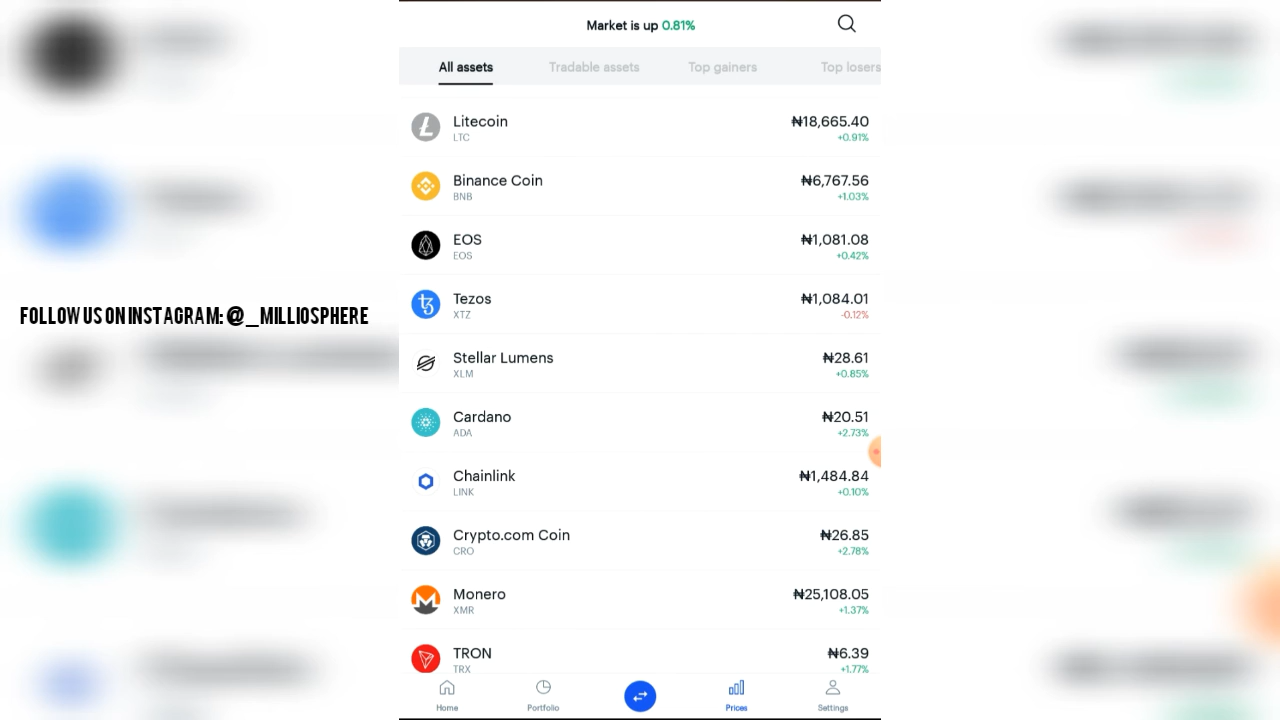 Market is up 0.81%
All assets Tradable assets Top gainers Top losers
Litecoin ₦18,665.40
LTC +0.91%
Binance Coin ₦6,767.56
BNB +1.03%
EOS ₦1,081.08
EOS +0.42%
Tezos ₦1,084.01
XTZ -0.12%
FOLLOW US ON INSTAGRAM: @_MILLIOSPHERE
Stellar Lumens ₦28.61
XLM +0.85%
Cardano ₦20.51
ADA +2.73%
Chainlink ₦1,484.84
LINK +0.10%
Crypto.com Coin ₦26.85
CRO +2.78%
Monero ₦25,108.05
XMR +1.37%
TRON ₦6.39
TRX +1.77%
Home Portfolio Prices Settings